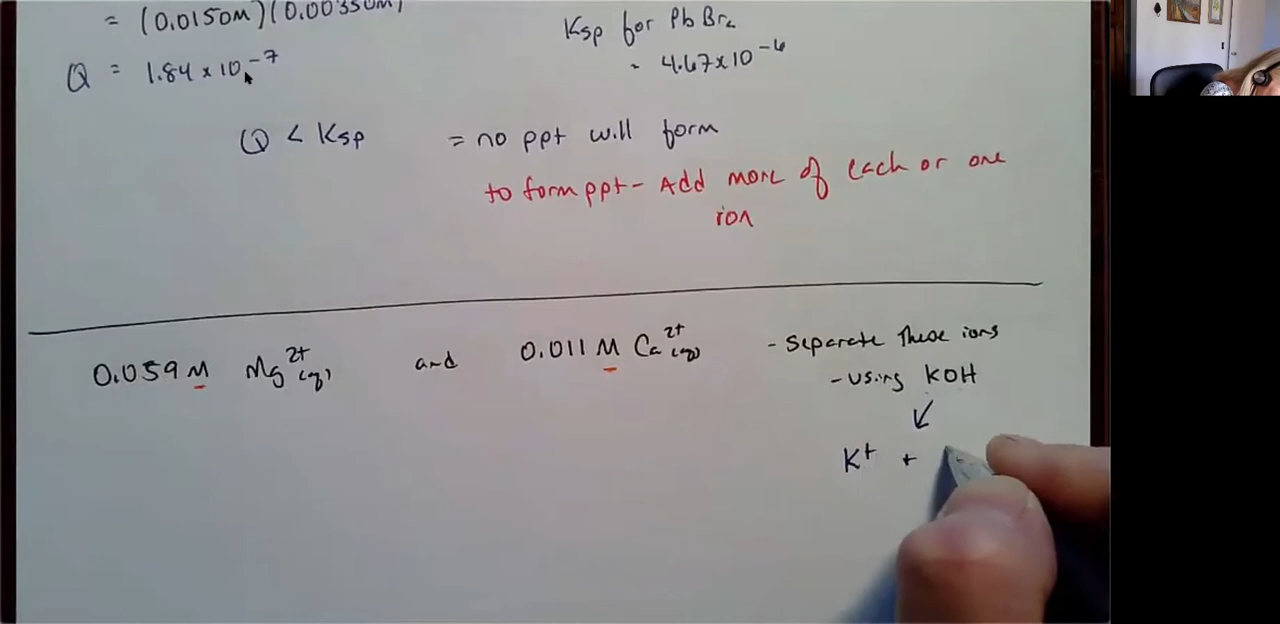 = (0.0150M)(0.00350M)
Ksp for PbBr₂
Q = 1.84 x 10⁻⁷
= 4.67x10⁻⁶
Q < Ksp = no ppt will form
to form ppt - Add more of each or one
ion
0.059 M Mg²⁺(aq) and 0.011 M Ca²⁺(aq) - separate these ions
- using KOH
↙
K⁺ +